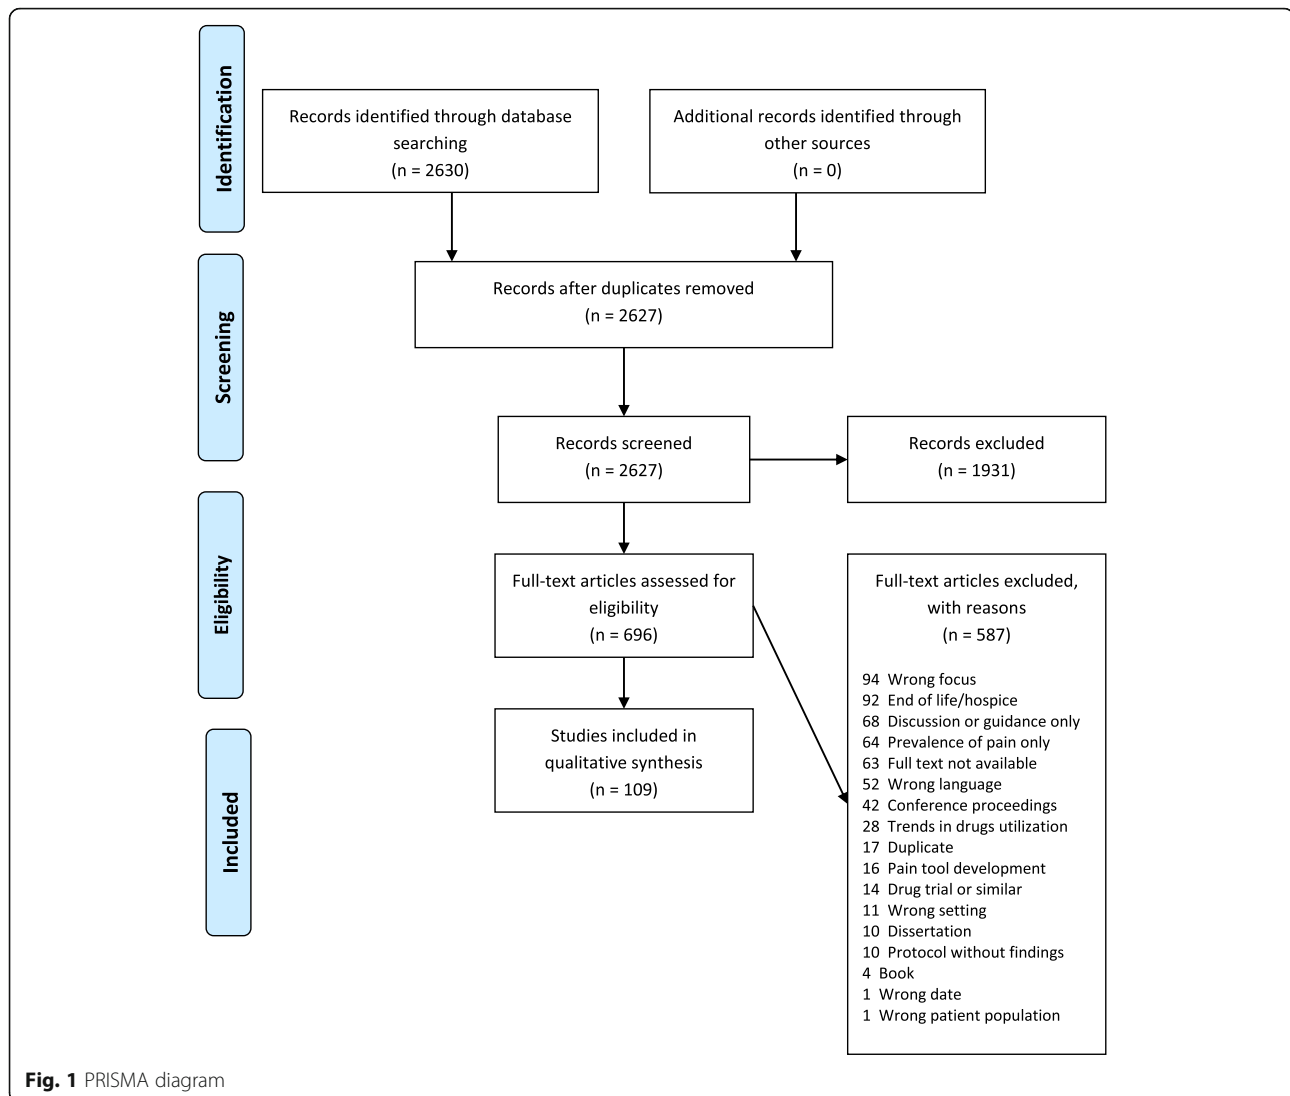 Identification
Records identified through database
searching
(n = 2630)
Additional records identified through
other sources
(n = 0)
Screening
Records after duplicates removed
(n = 2627)
Records screened
(n = 2627)
Records excluded
(n = 1931)
Eligibility
Full-text articles assessed for
eligibility
(n = 696)
Full-text articles excluded,
with reasons
(n = 587)
94 Wrong focus
92 End of life/hospice
68 Discussion or guidance only
64 Prevalence of pain only
63 Full text not available
52 Wrong language
42 Conference proceedings
28 Trends in drugs utilization
17 Duplicate
16 Pain tool development
14 Drug trial or similar
11 Wrong setting
10 Dissertation
10 Protocol without findings
4 Book
1 Wrong date
1 Wrong patient population
Included
Studies included in
qualitative synthesis
(n = 109)
Fig. 1 PRISMA diagram